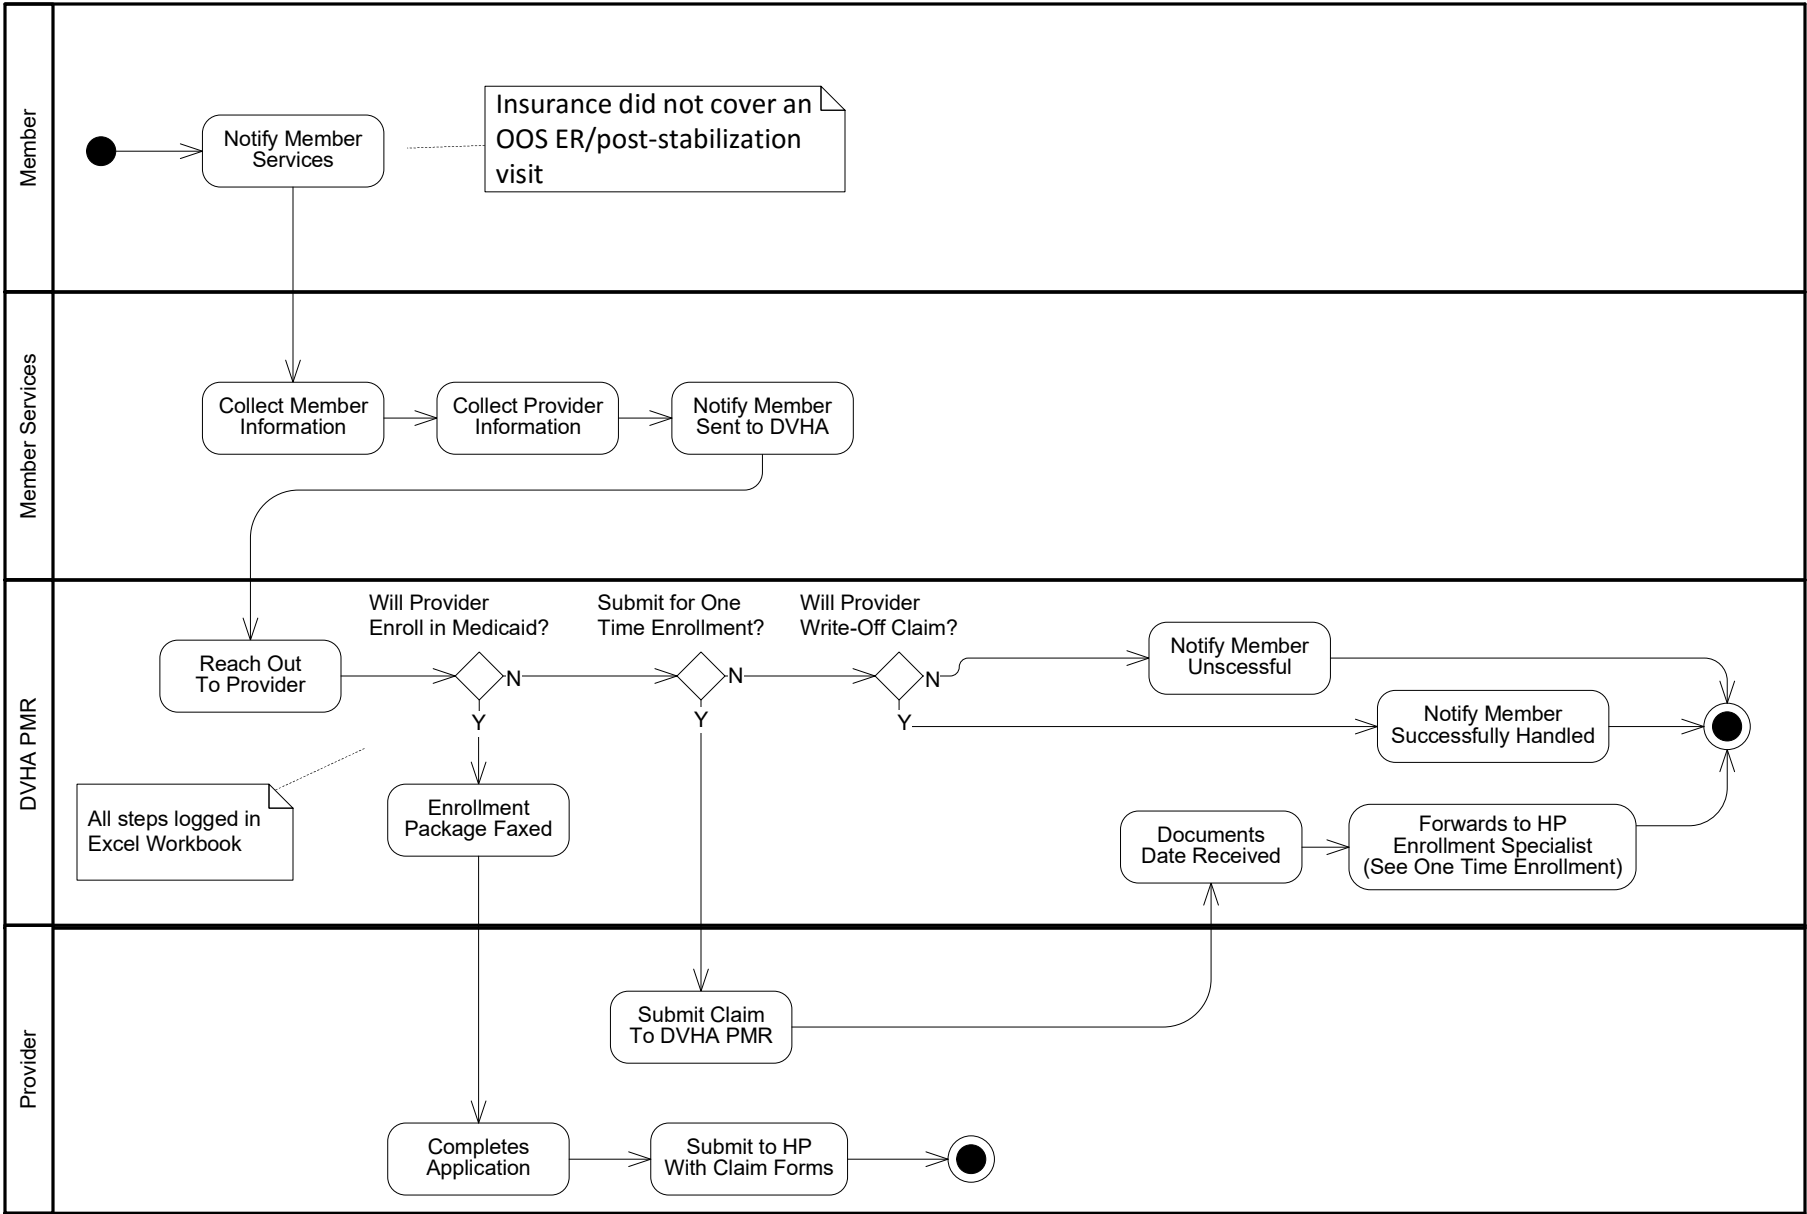 Member
Notify Member
Services
Insurance did not cover an
OOS ER/post-stabilization
visit
Member Services
Collect Member
Information
Collect Provider
Information
Notify Member
Sent to DVHA
DVHA PMR
Will Provider
Enroll in Medicaid?
Submit for One
Time Enrollment?
Will Provider
Write-Off Claim?
Reach Out
To Provider
N
Y
N
Y
N
Y
Notify Member
Unscessful
Notify Member
Successfully Handled
All steps logged in
Excel Workbook
Enrollment
Package Faxed
Documents
Date Received
Forwards to HP
Enrollment Specialist
(See One Time Enrollment)
Provider
Submit Claim
To DVHA PMR
Completes
Application
Submit to HP
With Claim Forms